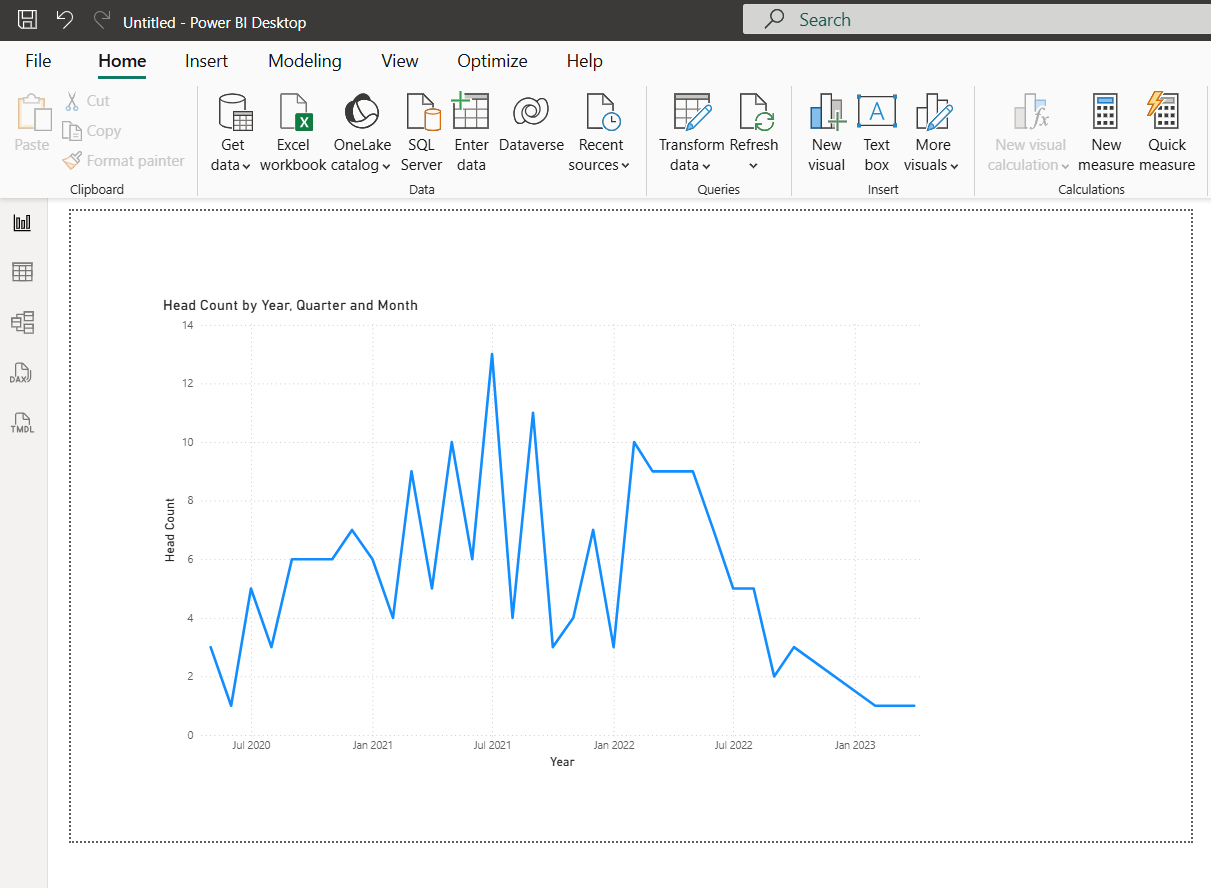 Untitled - Power BI Desktop
Search
File Home Insert Modeling View Optimize Help
Paste
Cut
Copy
Format painter
Clipboard
Get data
Excel workbook
OneLake catalog
SQL Server
Enter data
Dataverse
Recent sources
Data
Transform data
Refresh
Queries
New visual
Text box
A
More visuals
Insert
New visual calculation
New measure
Quick measure
Calculations
DAX
TMDL
Head Count by Year, Quarter and Month
14
12
10
8
6
4
2
0
Head Count
Jul 2020 Jan 2021 Jul 2021 Jan 2022 Jul 2022 Jan 2023
Year